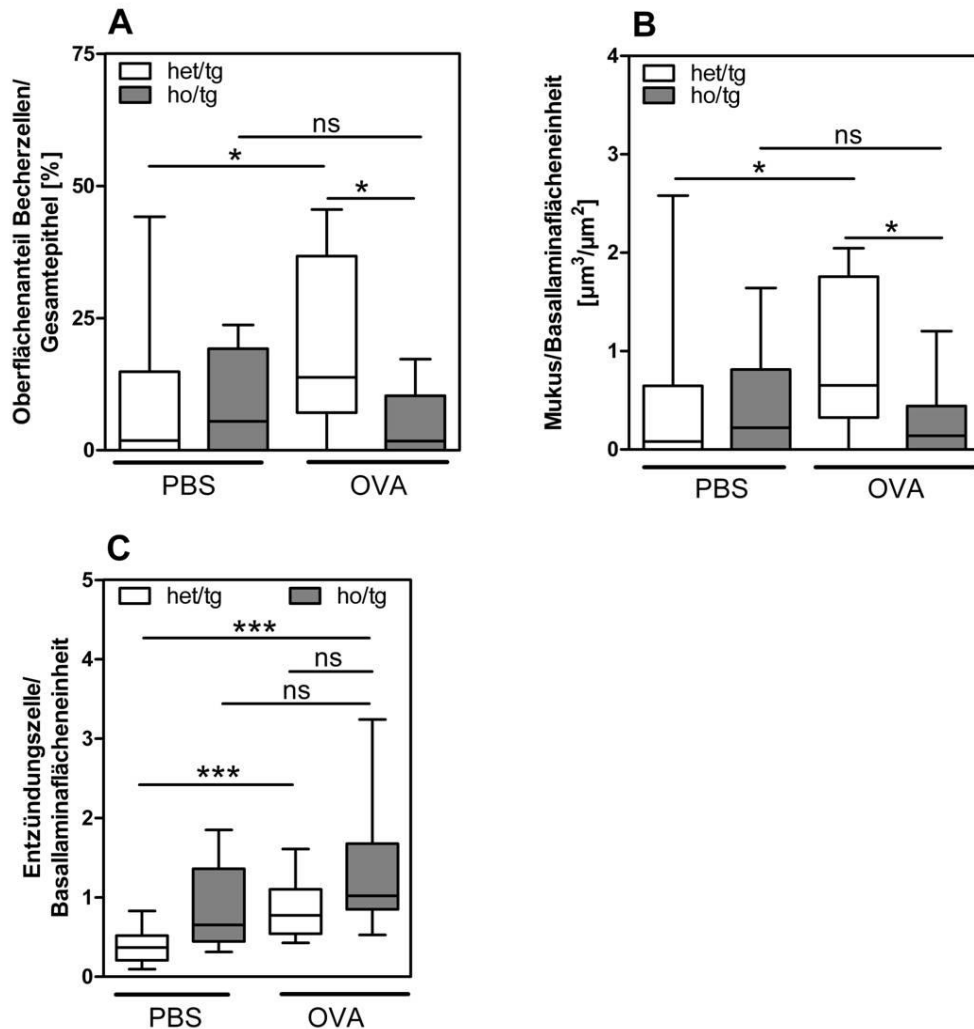 A
Oberflächenanteil Becherzellen/
Gesamtepithel [%]
75
50
25
0
het/tg
ho/tg
ns
*
*
PBS
OVA
B
Mukus/Basallaminaflächeneinheit
[µm³/µm²]
4
3
2
1
0
het/tg
ho/tg
ns
*
*
PBS
OVA
C
Entzündungszelle/
Basallaminaflächeneinheit
5
4
3
2
1
0
het/tg
ho/tg
***
ns
ns
***
PBS
OVA